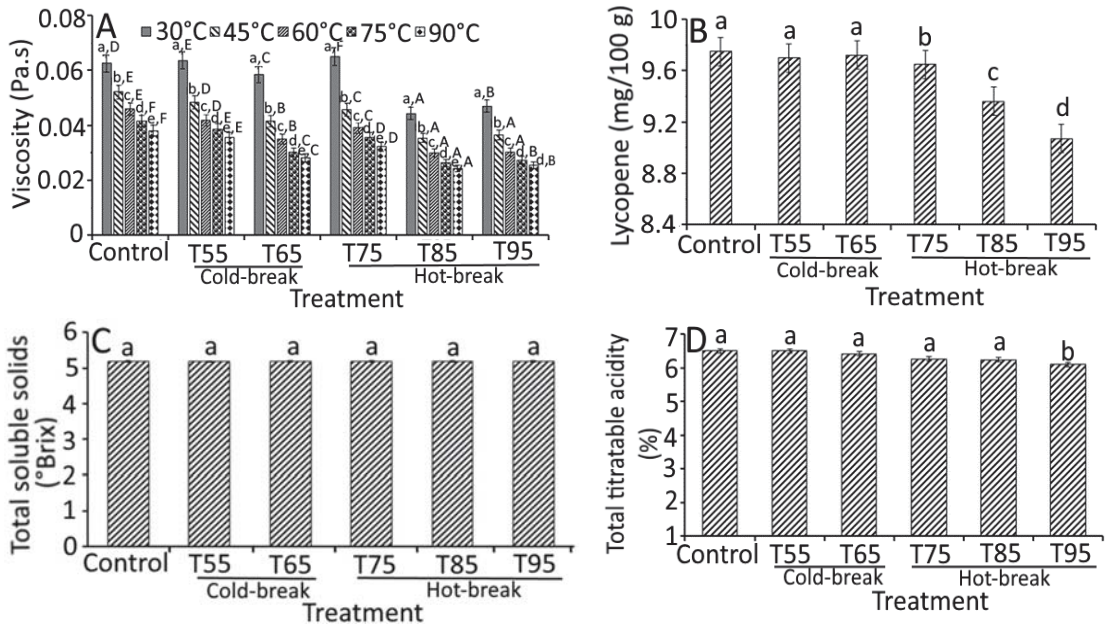 A
30°C 45°C 60°C 75°C 90°C
Viscosity (Pa.s)
0.08
0.06
0.04
0.02
0
a,D b,E c,E d,F e,F
a,E b,D c,D d,D e,E
a,C b,B c,B d,C e,C
a,F b,C c,E d,D e,D
a,A b,A c,A d,A e,A
a,B b,A c,A d,B d,B
Control T55 T65 T75 T85 T95
Cold-break Hot-break
Treatment
B
Lycopene (mg/100 g)
10
9.6
9.2
8.8
8.4
a a a b c d
Control T55 T65 T75 T85 T95
Cold-break Hot-break
Treatment
C
Total soluble solids
(°Brix)
6
5
4
3
2
1
0
a a a a a a
Control T55 T65 T75 T85 T95
Cold-break Hot-break
Treatment
D
Total titratable acidity
(%)
7
6
5
4
3
2
1
a a a a a b
Control T55 T65 T75 T85 T95
Cold-break Hot-break
Treatment